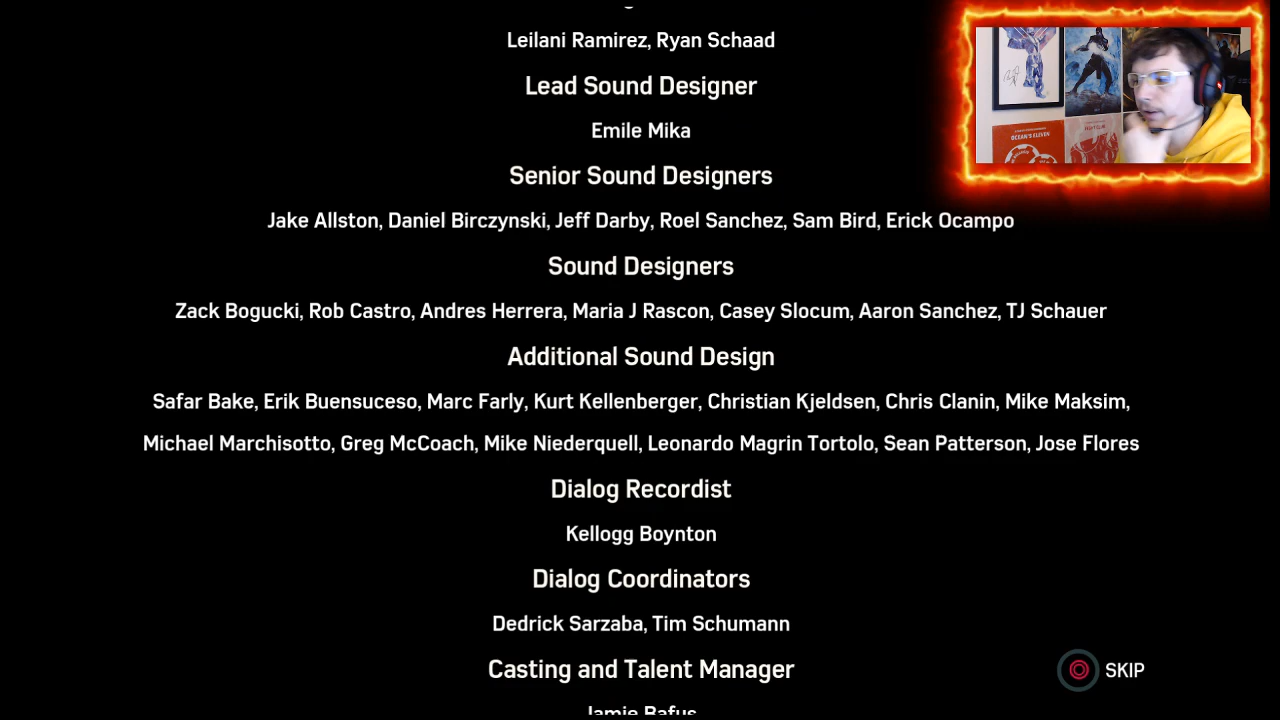 Leilani Ramirez, Ryan Schaad
Lead Sound Designer
Emile Mika
Senior Sound Designers
Jake Allston, Daniel Birczynski, Jeff Darby, Roel Sanchez, Sam Bird, Erick Ocampo
Sound Designers
Zack Bogucki, Rob Castro, Andres Herrera, Maria J Rascon, Casey Slocum, Aaron Sanchez, TJ Schauer
Additional Sound Design
Safar Bake, Erik Buensuceso, Marc Farly, Kurt Kellenberger, Christian Kjeldsen, Chris Clanin, Mike Maksim,
Michael Marchisotto, Greg McCoach, Mike Niederquell, Leonardo Magrin Tortolo, Sean Patterson, Jose Flores
Dialog Recordist
Kellogg Boynton
Dialog Coordinators
Dedrick Sarzaba, Tim Schumann
Casting and Talent Manager
Jamie Bafus
SKIP
OCEAN'S ELEVEN